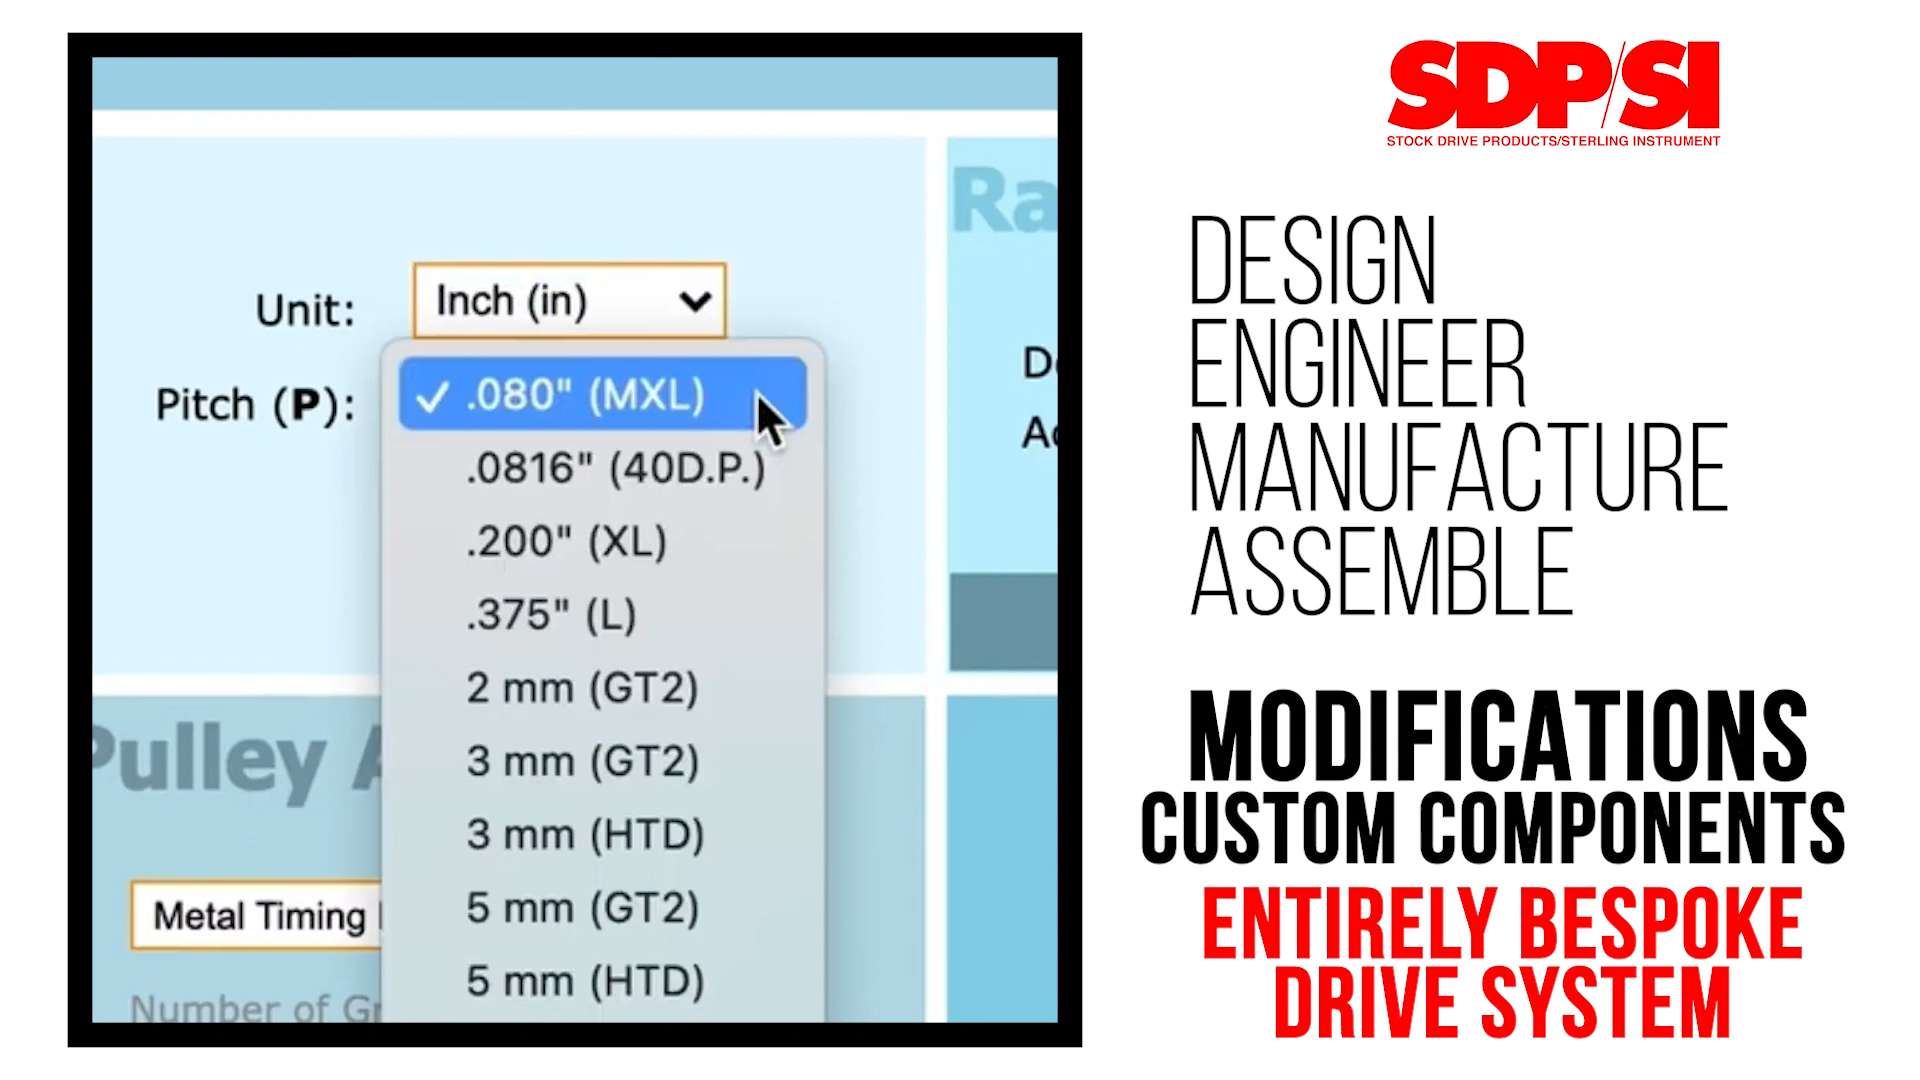 Unit:
Inch (in)
Pitch (P):
✓ .080" (MXL)
.0816" (40D.P.)
.200" (XL)
.375" (L)
2 mm (GT2)
3 mm (GT2)
3 mm (HTD)
5 mm (GT2)
5 mm (HTD)
Pulley
Metal Timing
Number of
SDP/SI
STOCK DRIVE PRODUCTS/STERLING INSTRUMENT
DESIGN
ENGINEER
MANUFACTURE
ASSEMBLE
MODIFICATIONS
CUSTOM COMPONENTS
ENTIRELY BESPOKE
DRIVE SYSTEM